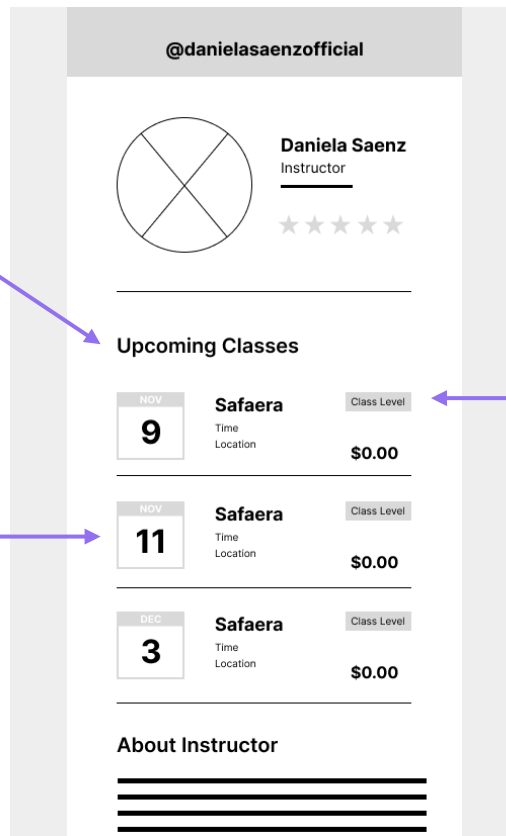 @danielasaenzofficial
Daniela Saenz
Instructor
Upcoming Classes
NOV
9
Safaera
Time
Location
Class Level
$0.00
NOV
11
Safaera
Time
Location
Class Level
$0.00
DEC
3
Safaera
Time
Location
Class Level
$0.00
About Instructor